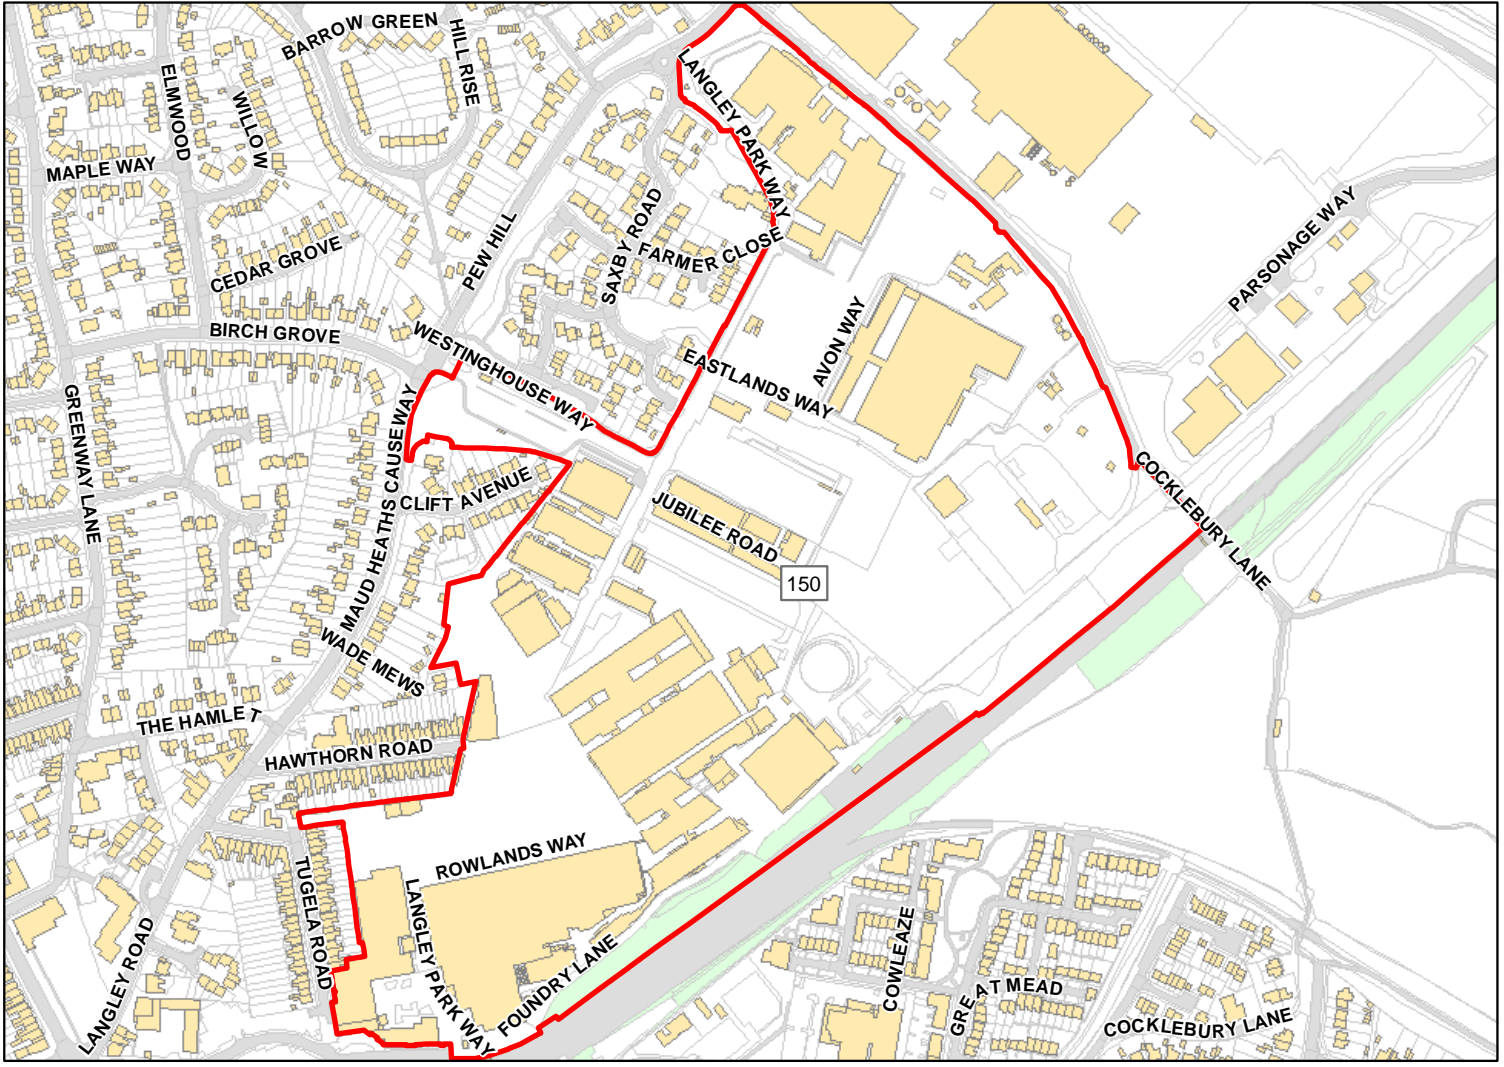 BARROW GREEN
HILL RISE
ELMWOOD
WILLOW
LANGLEY PARK WAY
MAPLE WAY
PEW HILL
SAXBY ROAD
FARMER CLOSE
CEDAR GROVE
PARSONAGE WAY
BIRCH GROVE
WESTINGHOUSE WAY
AVON WAY
EASTLANDS WAY
GREENWAY LANE
MAUD HEATHS CAUSEWAY
CLIFT AVENUE
JUBILEE ROAD
COCKLEBURY LANE
150
WADE MEWS
THE HAMLET
HAWTHORN ROAD
ROWLANDS WAY
TUGELA ROAD
LANGLEY PARK WAY
LANGLEY ROAD
FOUNDRY LANE
COWLEAZE
GREAT MEAD
COCKLEBURY LANE